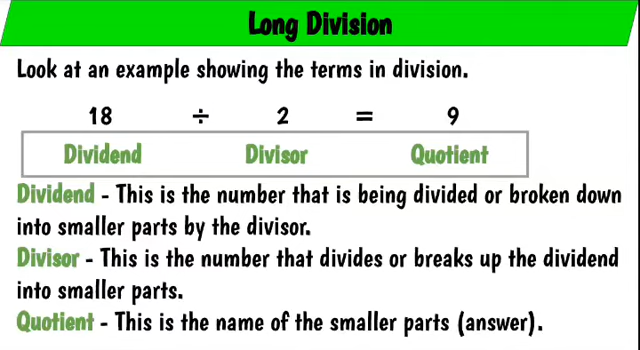 Long Division
Look at an example showing the terms in division.
18 ÷ 2 = 9
Dividend Divisor Quotient
Dividend - This is the number that is being divided or broken down
into smaller parts by the divisor.
Divisor - This is the number that divides or breaks up the dividend
into smaller parts.
Quotient - This is the name of the smaller parts (answer).